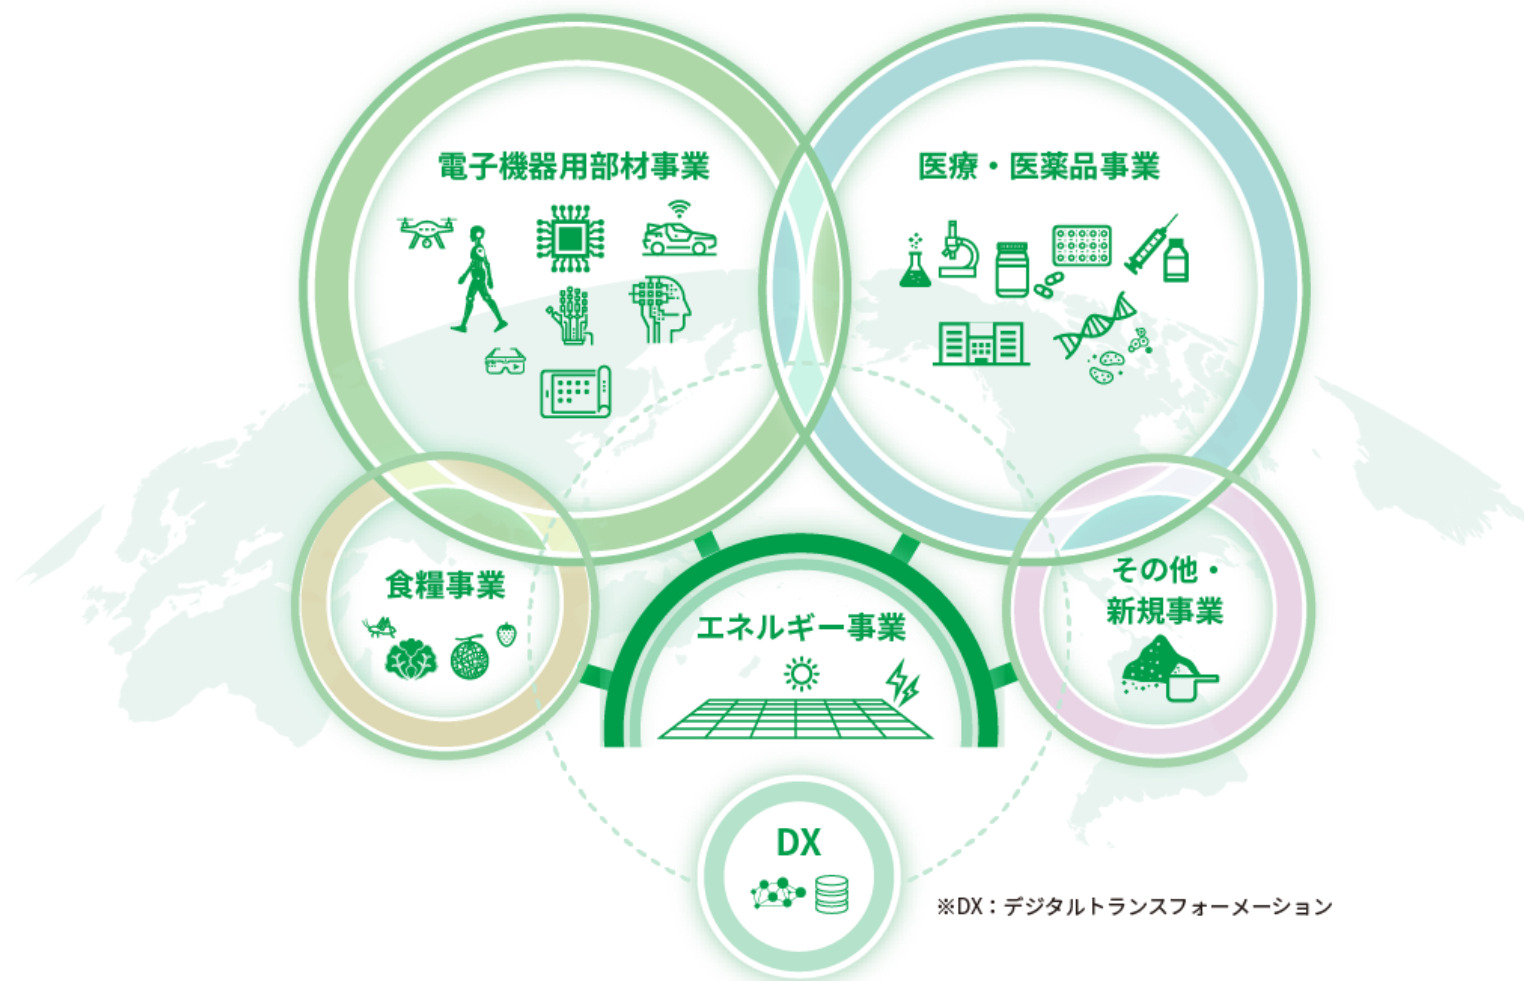 電子機器用部材事業
医療・医薬品事業
食糧事業
エネルギー事業
その他・
新規事業
DX
※DX：デジタルトランスフォーメーション